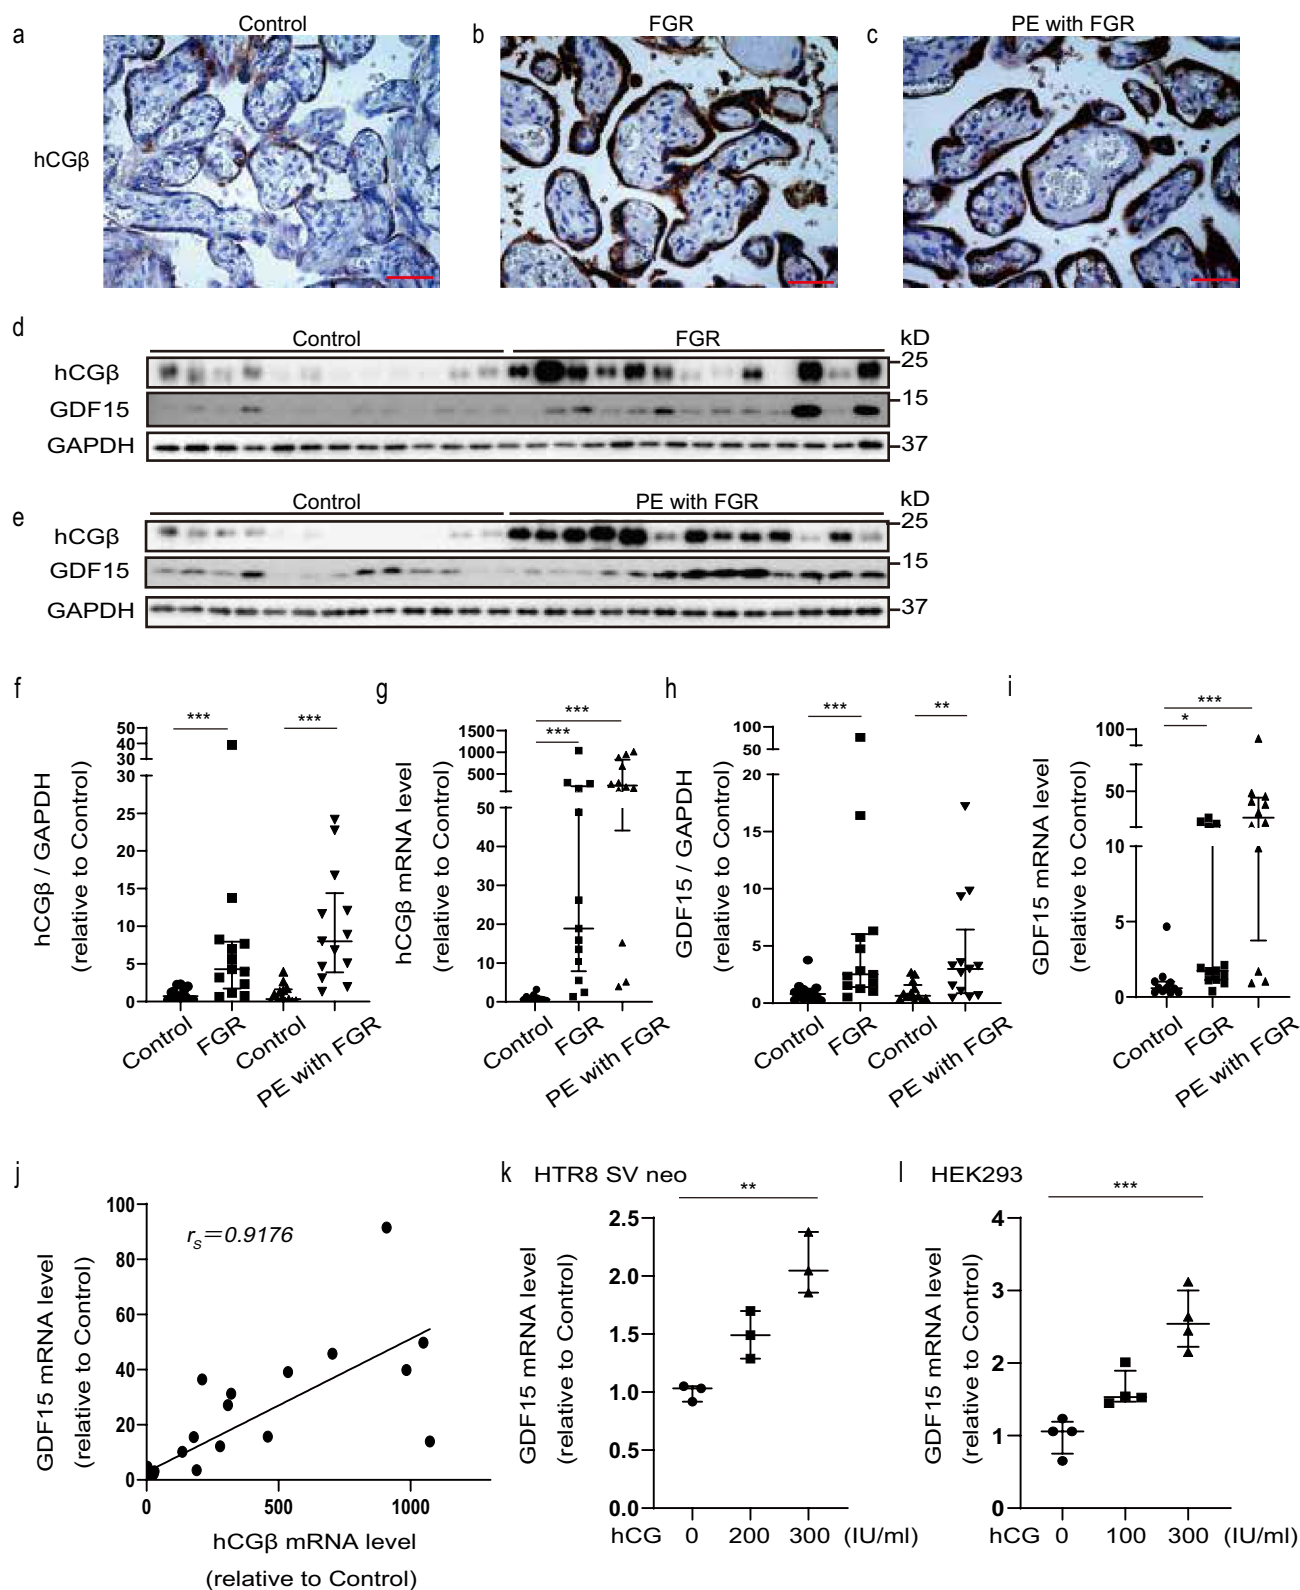 a
Control
b
FGR
c
PE with FGR
hCGβ
d
Control
FGR
kD
hCGβ
25
GDF15
15
GAPDH
37
e
Control
PE with FGR
kD
hCGβ
25
GDF15
15
GAPDH
37
f
hCGβ / GAPDH
(relative to Control)
50
40
30
30
25
20
15
10
5
0
***
***
Control
FGR
Control
PE with FGR
g
hCGβ mRNA level
(relative to Control)
1500
1000
500
50
40
30
20
10
0
***
***
Control
FGR
PE with FGR
h
GDF15 / GAPDH
(relative to Control)
100
50
20
15
10
5
0
***
**
Control
FGR
Control
PE with FGR
i
GDF15 mRNA level
(relative to Control)
100
50
10
5
0
***
*
Control
FGR
PE with FGR
j
GDF15 mRNA level
(relative to Control)
100
80
60
40
20
0
rs=0.9176
0
500
1000
hCGβ mRNA level
(relative to Control)
k
HTR8 SV neo
**
GDF15 mRNA level
(relative to Control)
2.5
2.0
1.5
1.0
0.5
0.0
hCG 0 200 300 (IU/ml)
l
HEK293
***
GDF15 mRNA level
(relative to Control)
4
3
2
1
0
hCG 0 100 300 (IU/ml)